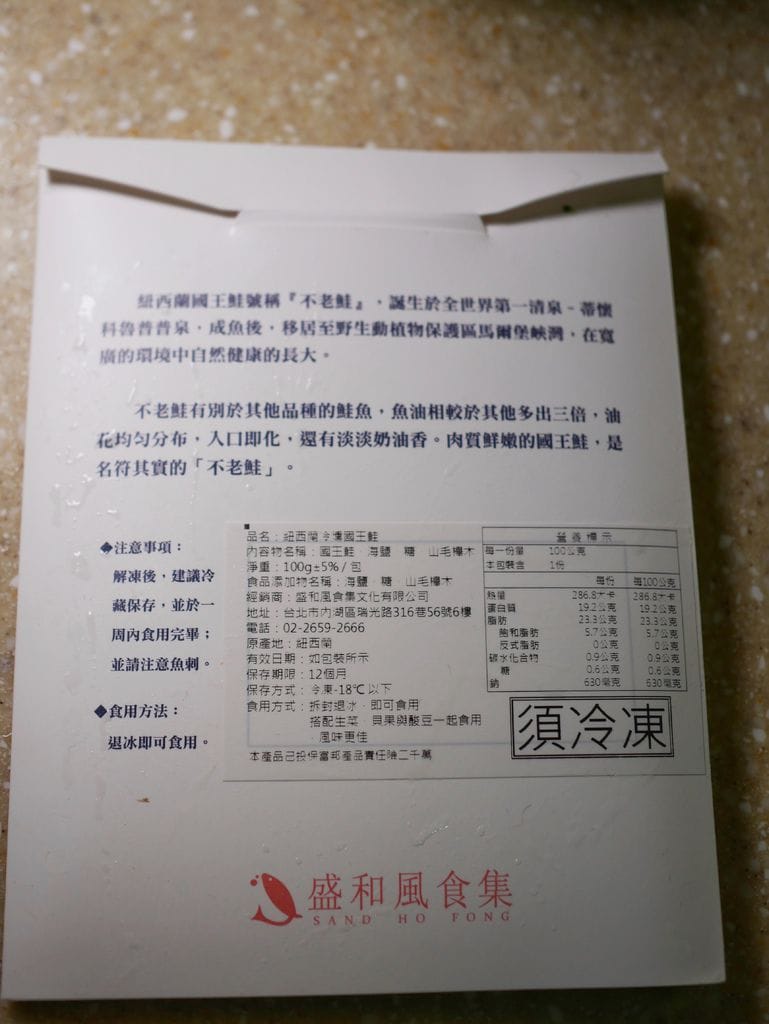 紐西蘭國王鮭號稱『不老鮭』，誕生於全世界第一清泉－蒂懷
科魯普普泉，成魚後，移居至野生動植物保護區馬爾堡峽灣，在寬
廣的環境中自然健康的長大。
不老鮭有別於其他品種的鮭魚，魚油相較於其他多出三倍，油
花均勻分布，入口即化，還有淡淡奶油香。肉質鮮嫩的國王鮭，是
名符其實的「不老鮭」。
◆注意事項：
解凍後，建議冷
藏保存，並於一
周內食用完畢；
並請注意魚刺。
◆食用方法：
退冰即可食用。
品名：紐西蘭冷燻國王鮭
內容物名稱：國王鮭、海鹽、糖、山毛櫸木
淨重：100g±5%/包
食品添加物名稱：海鹽、糖、山毛櫸木
經銷商：盛和風食集文化有限公司
地址：台北市內湖區瑞光路316巷56號6樓
電話：02-2659-2666
原產地：紐西蘭
有效日期：如包裝所示
保存期限：12個月
保存方式：冷凍-18℃以下
食用方式：拆封退冰，即可食用
搭配生菜、貝果與酸豆一起食用
，風味更佳
本產品已投保富邦產品責任險二千萬
營養標示
每一份量 100公克
本包裝含 1份
每份 每100公克
熱量 286.8大卡 286.8大卡
蛋白質 19.2公克 19.2公克
脂肪 23.3公克 23.3公克
飽和脂肪 5.7公克 5.7公克
反式脂肪 0公克 0公克
碳水化合物 0.9公克 0.9公克
糖 0.6公克 0.6公克
鈉 630毫克 630毫克
須冷凍
盛和風食集
SAND HO FONG